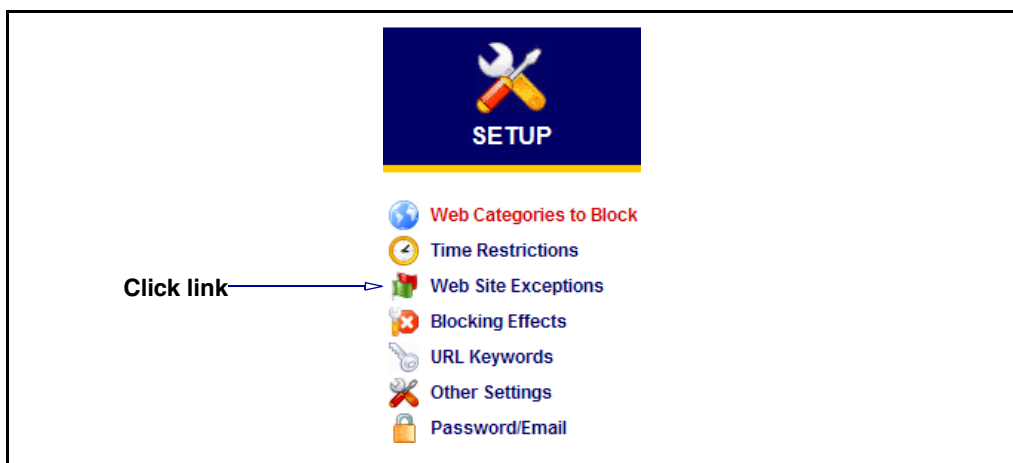 SETUP
Web Categories to Block
Time Restrictions
Click link
Web Site Exceptions
Blocking Effects
URL Keywords
Other Settings
Password/Email